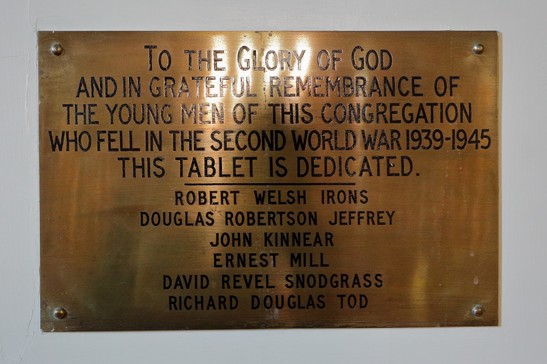 TO THE GLORY OF GOD
AND IN GRATEFUL REMEMBRANCE OF
THE YOUNG MEN OF THIS CONGREGATION
WHO FELL IN THE SECOND WORLD WAR 1939-1945
THIS TABLET IS DEDICATED.
ROBERT WELSH IRONS
DOUGLAS ROBERTSON JEFFREY
JOHN KINNEAR
ERNEST MILL
DAVID REVEL SNODGRASS
RICHARD DOUGLAS TOD